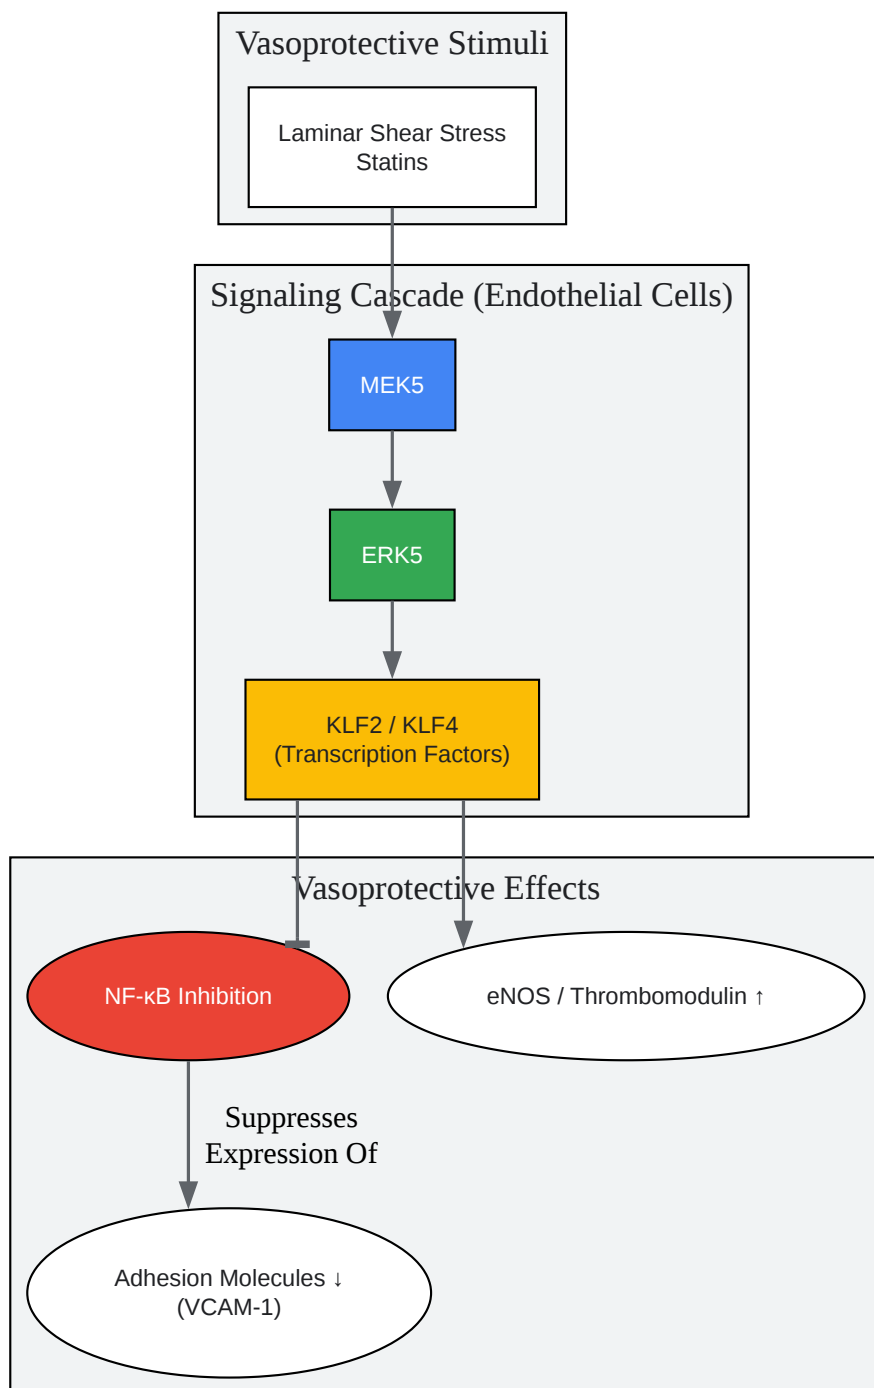 Vasoprotective Stimuli
Laminar Shear Stress
Statins
Signaling Cascade (Endothelial Cells)
MEK5
ERK5
KLF2 / KLF4
(Transcription Factors)
Vasoprotective Effects
NF-κB Inhibition
eNOS / Thrombomodulin ↑
Suppresses
Expression Of
Adhesion Molecules ↓
(VCAM-1)